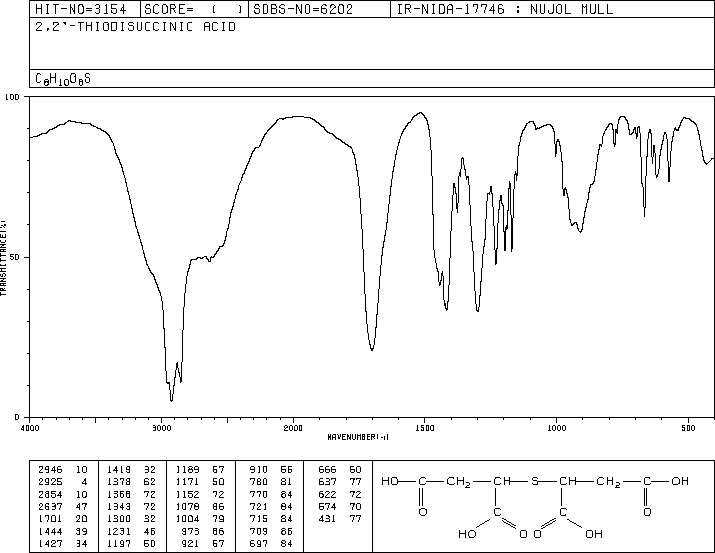 HIT-NO=3154 SCORE= ( ) SDBS-NO=6202 IR-NIDA-17746 : NUJOL MULL
2,2'-THIODISUCCINIC ACID
C8H10O8S
100
50
0
TRANSMITTANCE(%)
4000 3000 2000 1500 1000 500
WAVENUMBER(-1)
2946 10 1419 32 1189 57 910 55 666 60
2925 4 1378 62 1171 50 780 81 637 77
2854 10 1368 72 1152 72 770 84 622 72
2637 47 1343 72 1078 86 721 84 574 70
1701 20 1300 32 1004 79 715 84 431 77
1444 39 1231 46 973 66 709 86
1427 34 1197 50 921 57 697 84
HO C CH2 CH S CH CH2 C OH
O C C O
HO O O OH